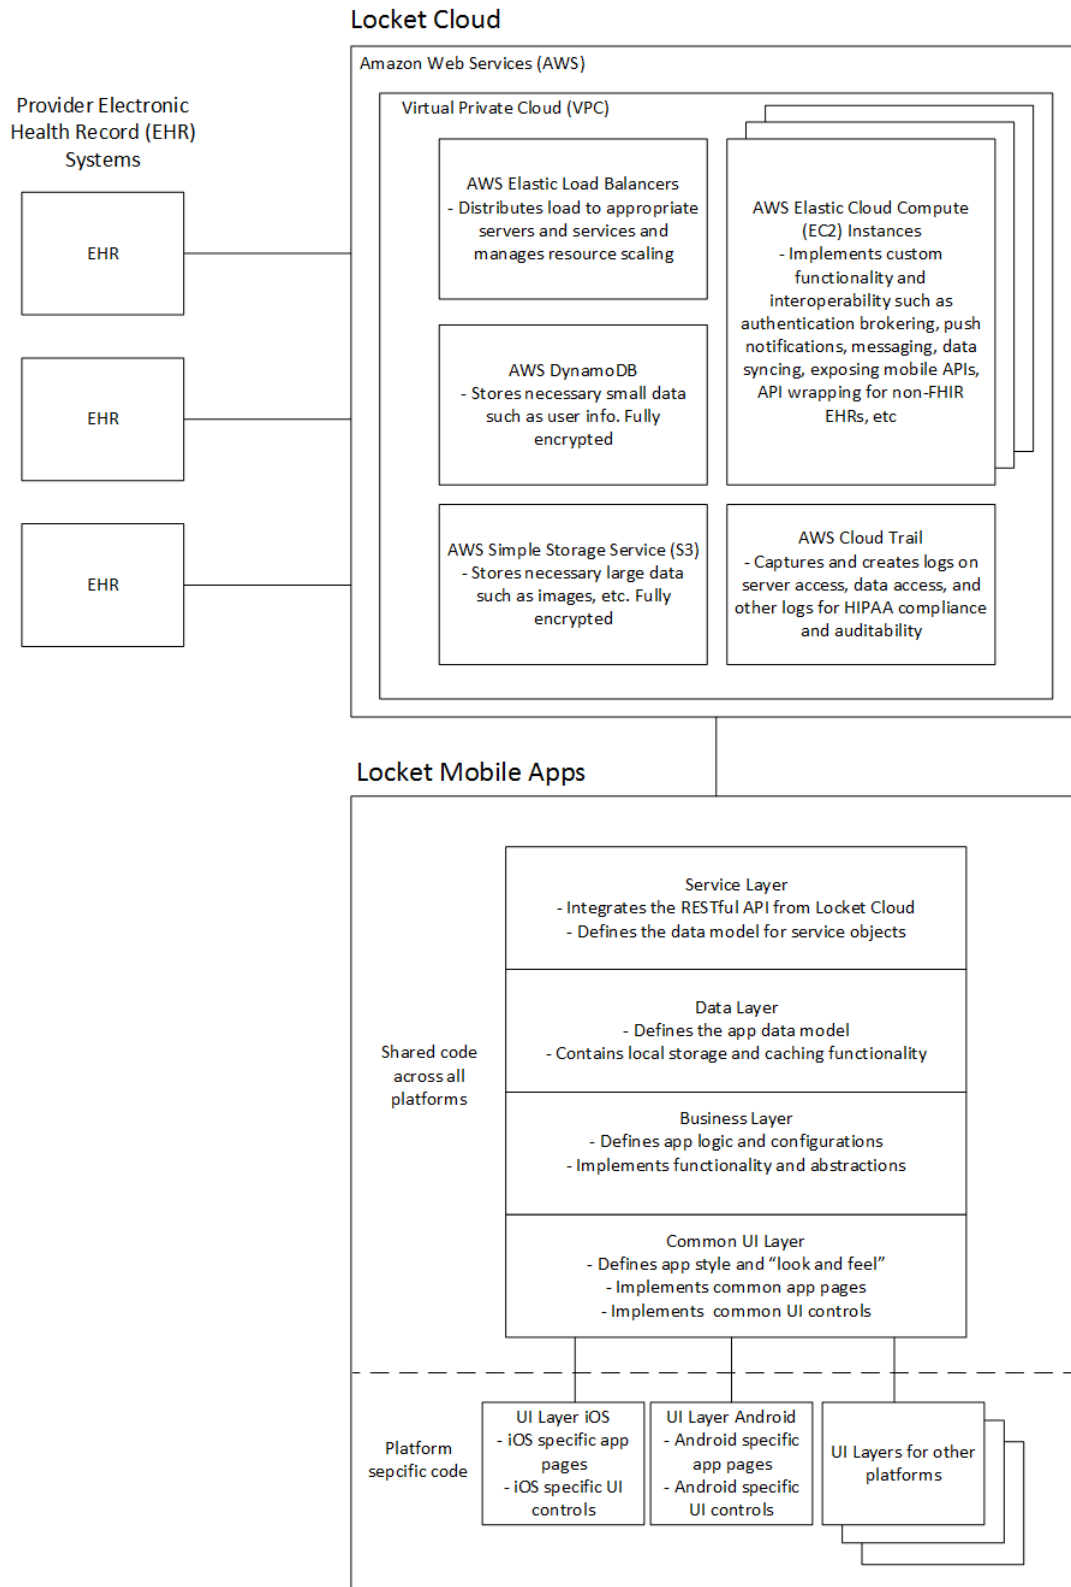 Locket Cloud
Amazon Web Services (AWS)
Provider Electronic
Health Record (EHR)
Systems
EHR
EHR
EHR
Virtual Private Cloud (VPC)
AWS Elastic Load Balancers
- Distributes load to appropriate
servers and services and
manages resource scaling
AWS Elastic Cloud Compute
(EC2) Instances
- Implements custom
functionality and
interoperability such as
authentication brokering, push
notifications, messaging, data
syncing, exposing mobile APIs,
API wrapping for non-FHIR
EHRs, etc
AWS DynamoDB
- Stores necessary small data
such as user info. Fully
encrypted
AWS Simple Storage Service (S3)
- Stores necessary large data
such as images, etc. Fully
encrypted
AWS Cloud Trail
- Captures and creates logs on
server access, data access, and
other logs for HIPAA compliance
and auditability
Locket Mobile Apps
Shared code
across all
platforms
Service Layer
- Integrates the RESTful API from Locket Cloud
- Defines the data model for service objects
Data Layer
- Defines the app data model
- Contains local storage and caching functionality
Business Layer
- Defines app logic and configurations
- Implements functionality and abstractions
Common UI Layer
- Defines app style and “look and feel”
- Implements common app pages
- Implements  common UI controls
Platform
sepcific code
UI Layer iOS
- iOS specific app
pages
- iOS specific UI
controls
UI Layer Android
- Android specific
app pages
- Android specific
UI controls
UI Layers for other
platforms